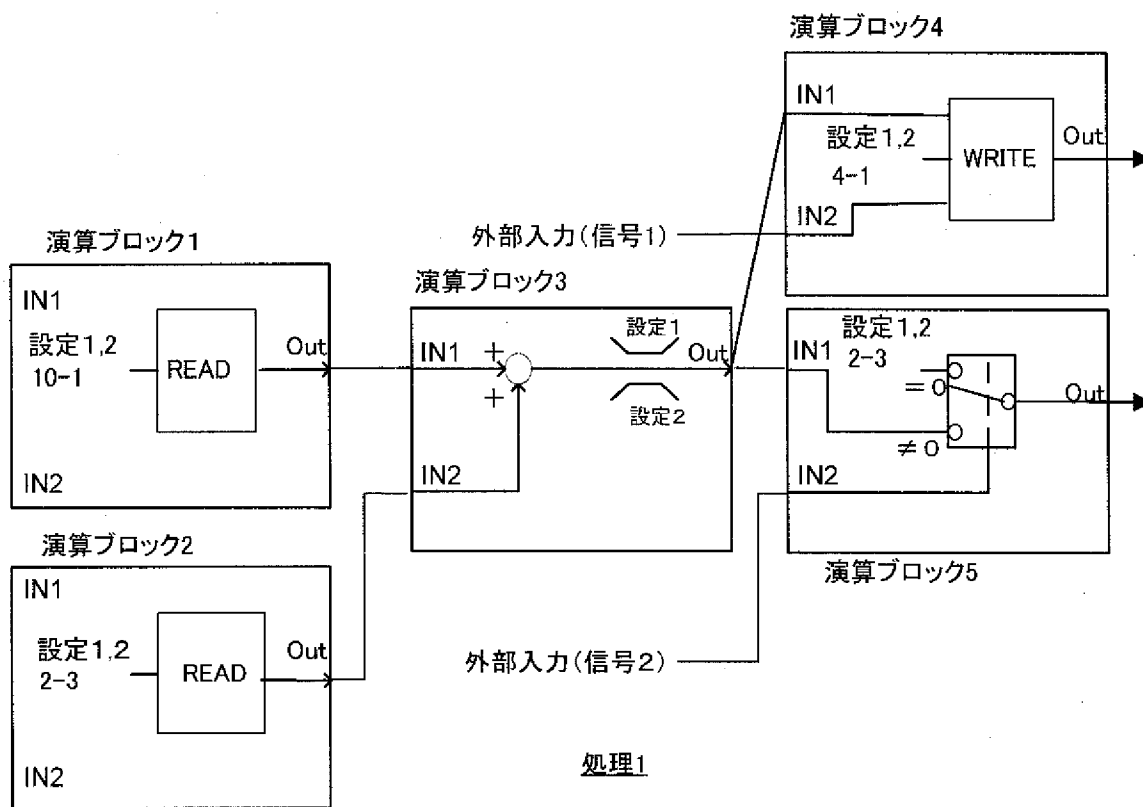 演算ブロック4
IN1
設定1,2
4-1
WRITE
Out
IN2
外部入力(信号1)
演算ブロック1
IN1
設定1,2
10-1
READ
Out
IN2
演算ブロック3
IN1
+
+
設定1
Out
設定2
IN2
設定1,2
IN1
2-3
=0
Out
≠0
IN2
演算ブロック5
演算ブロック2
IN1
設定1,2
2-3
READ
Out
IN2
外部入力(信号2)
処理1